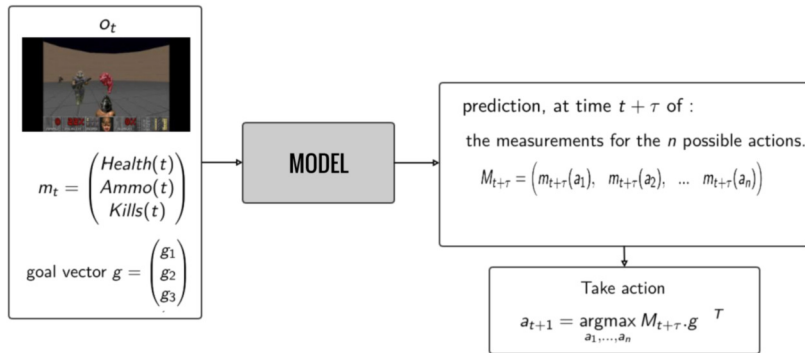 o_t
m_t = (Health(t)
Ammo(t)
Kills(t))
goal vector g = (g_1
g_2
g_3)
MODEL
prediction, at time t + τ of :
the measurements for the n possible actions.
M_{t+τ} = (m_{t+τ}(a_1), m_{t+τ}(a_2), ... m_{t+τ}(a_n))
Take action
a_{t+1} = argmax M_{t+τ}.g T
a_1,...,a_n